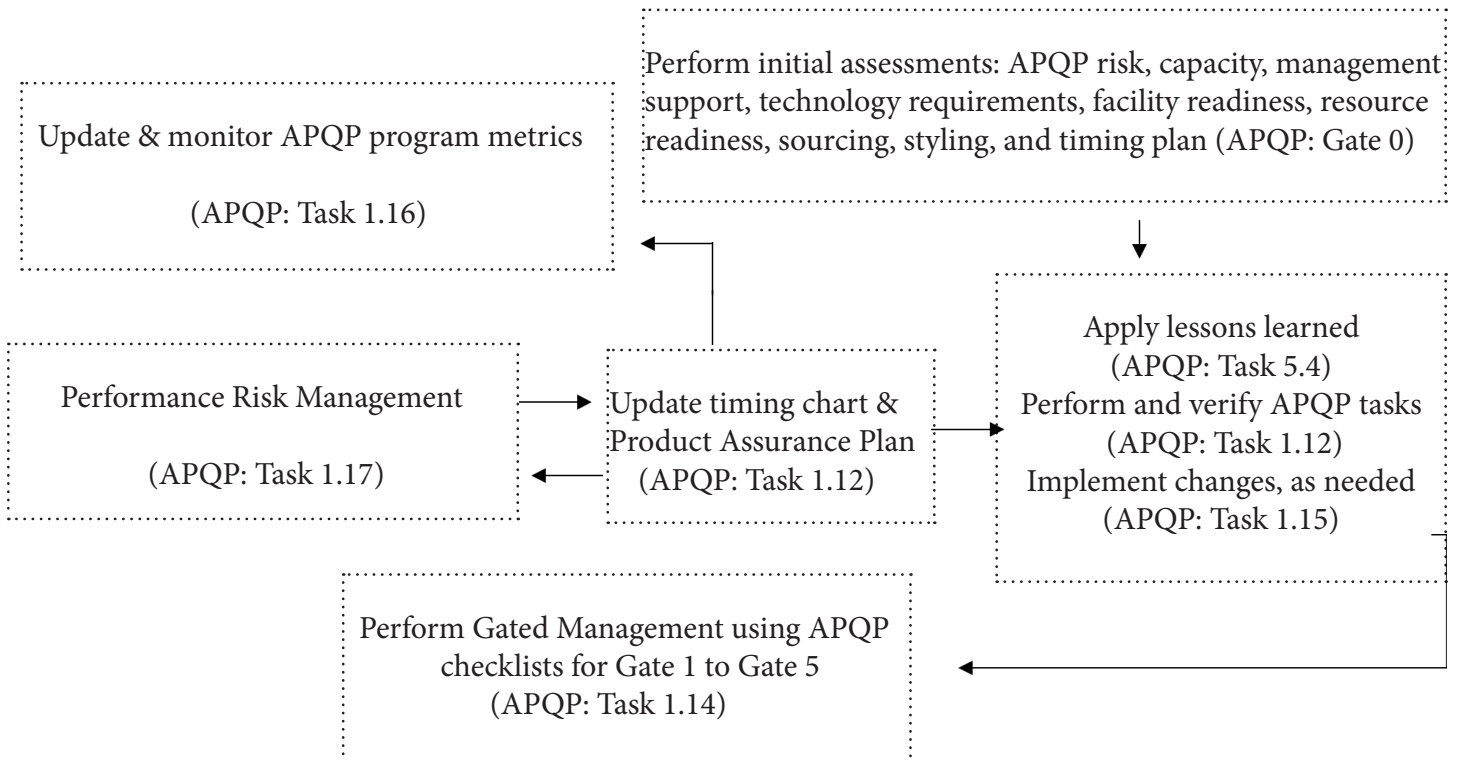 Perform initial assessments: APQP risk, capacity, management
support, technology requirements, facility readiness, resource
readiness, sourcing, styling, and timing plan (APQP: Gate 0)
Update & monitor APQP program metrics
(APQP: Task 1.16)
Performance Risk Management
(APQP: Task 1.17)
Update timing chart &
Product Assurance Plan
(APQP: Task 1.12)
Apply lessons learned
(APQP: Task 5.4)
Perform and verify APQP tasks
(APQP: Task 1.12)
Implement changes, as needed
(APQP: Task 1.15)
Perform Gated Management using APQP
checklists for Gate 1 to Gate 5
(APQP: Task 1.14)